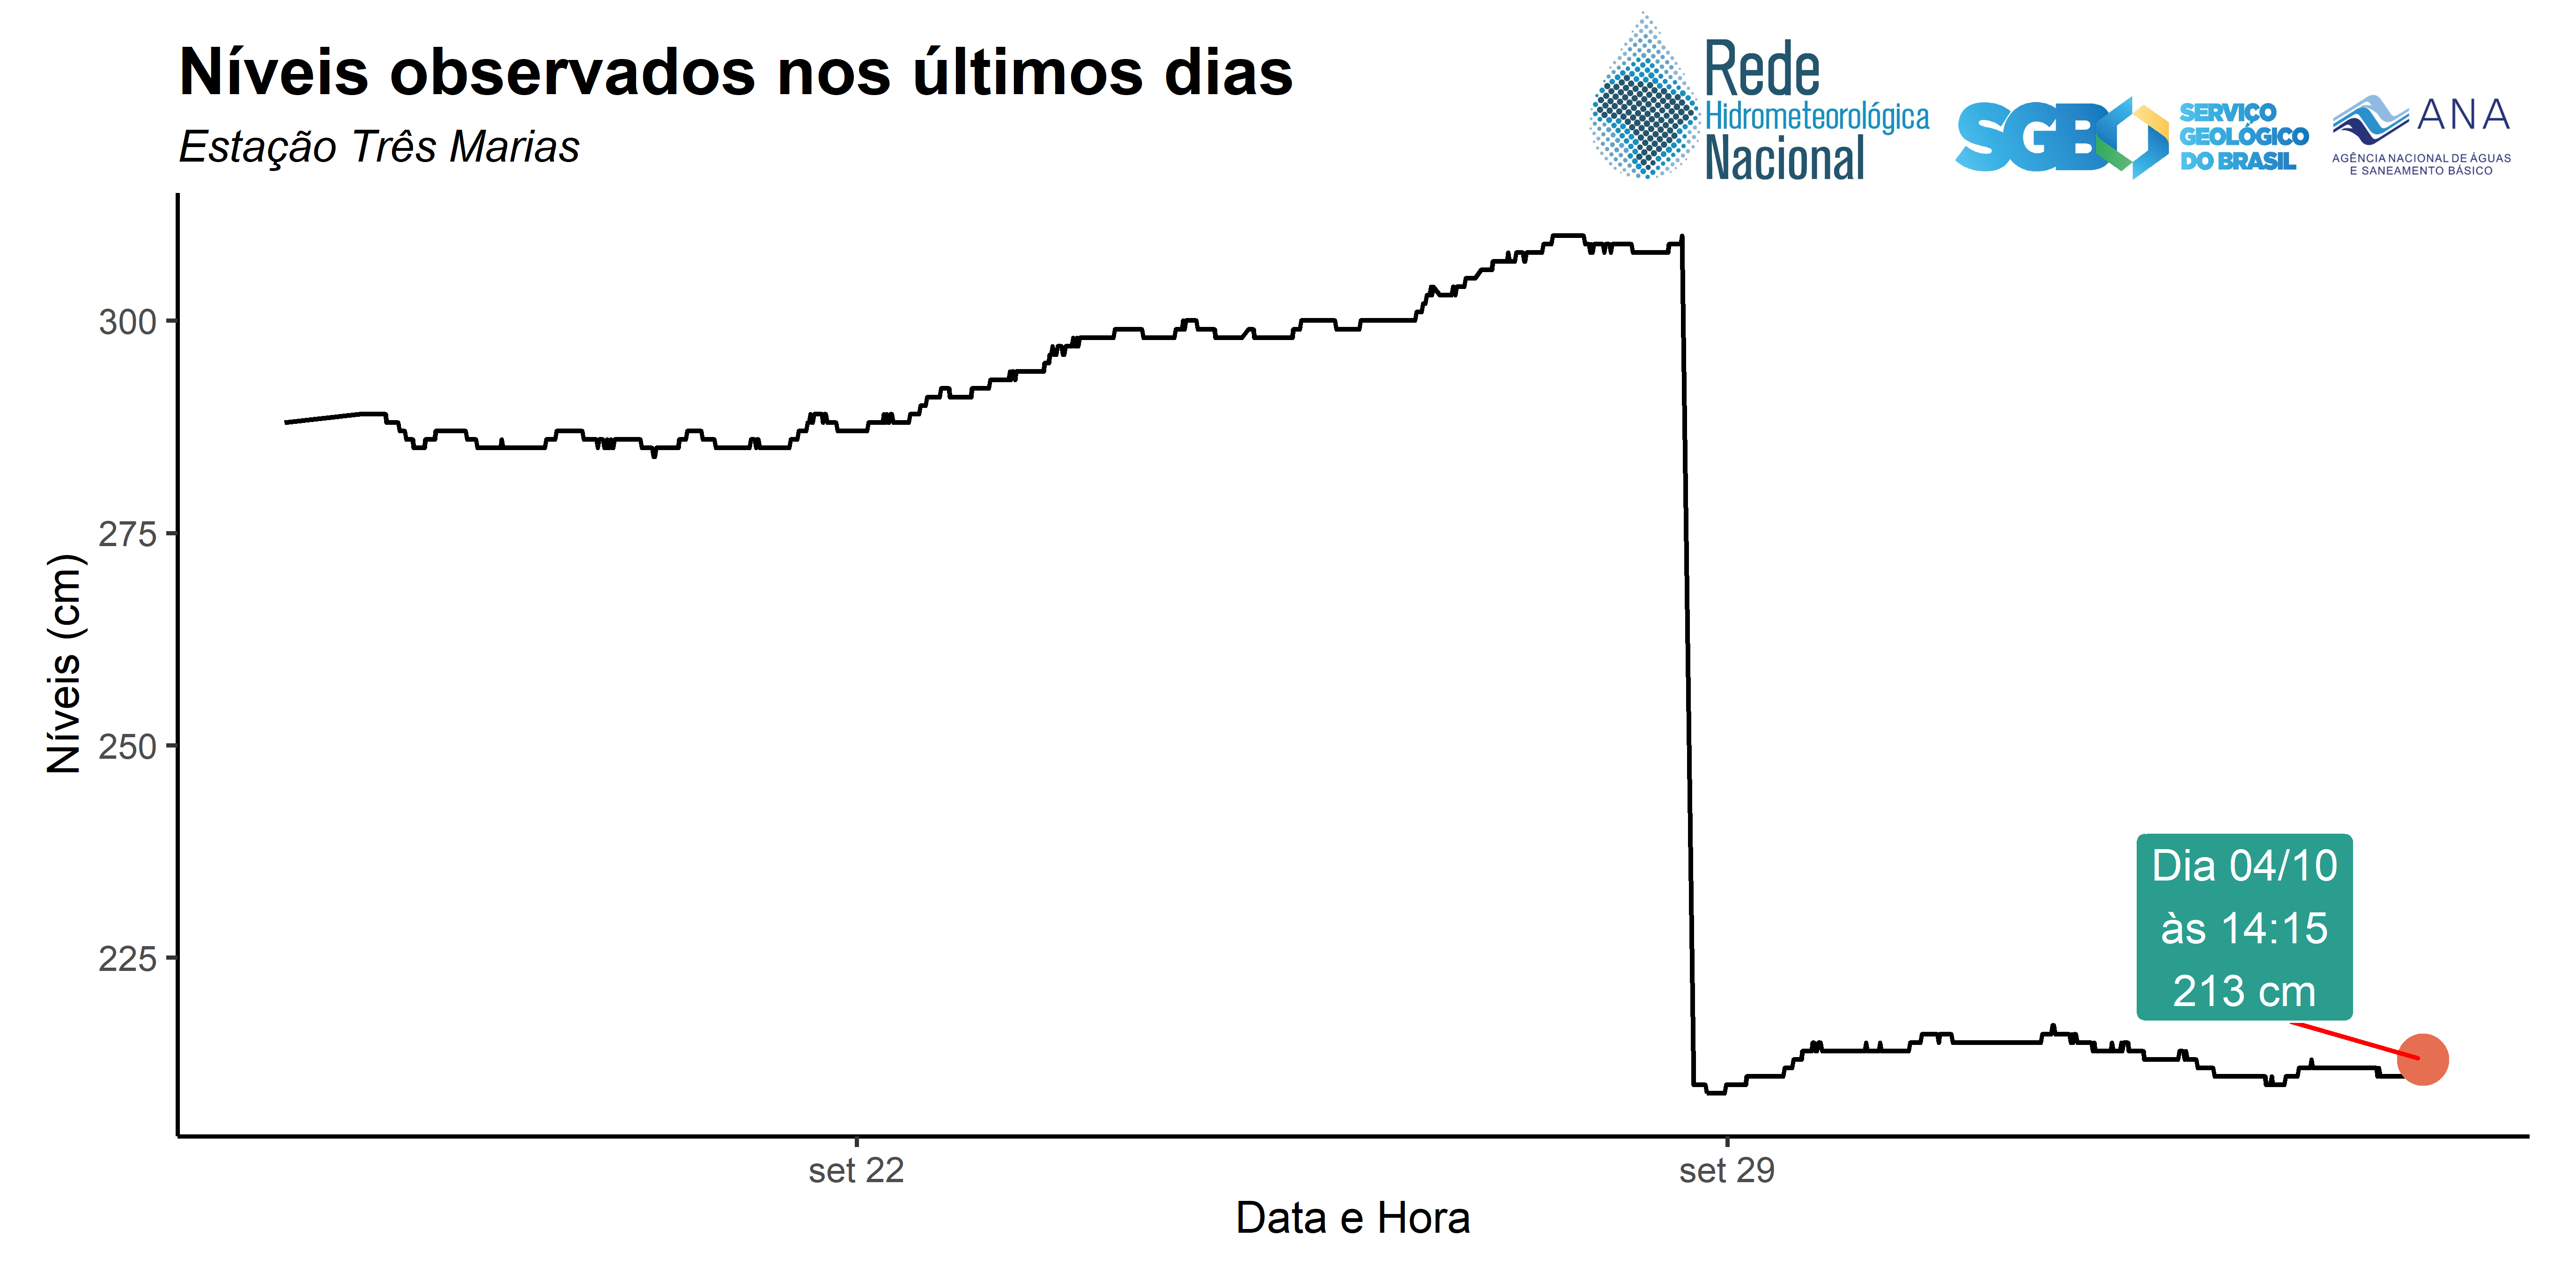 Níveis observados nos últimos dias
Estação Três Marias
Rede
Hidrometeorológica
Nacional
SGB
SERVIÇO
GEOLÓGICO
DO BRASIL
ANA
AGÊNCIA NACIONAL DE ÁGUAS
E SANEAMENTO BÁSICO
Níveis (cm)
300
275
250
225
Dia 04/10
às 14:15
213 cm
set 22
set 29
Data e Hora